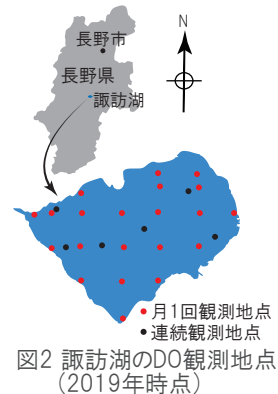 N
長野市
長野県
諏訪湖
月1回観測地点
連続観測地点
図2 諏訪湖のDO観測地点
(2019年時点)